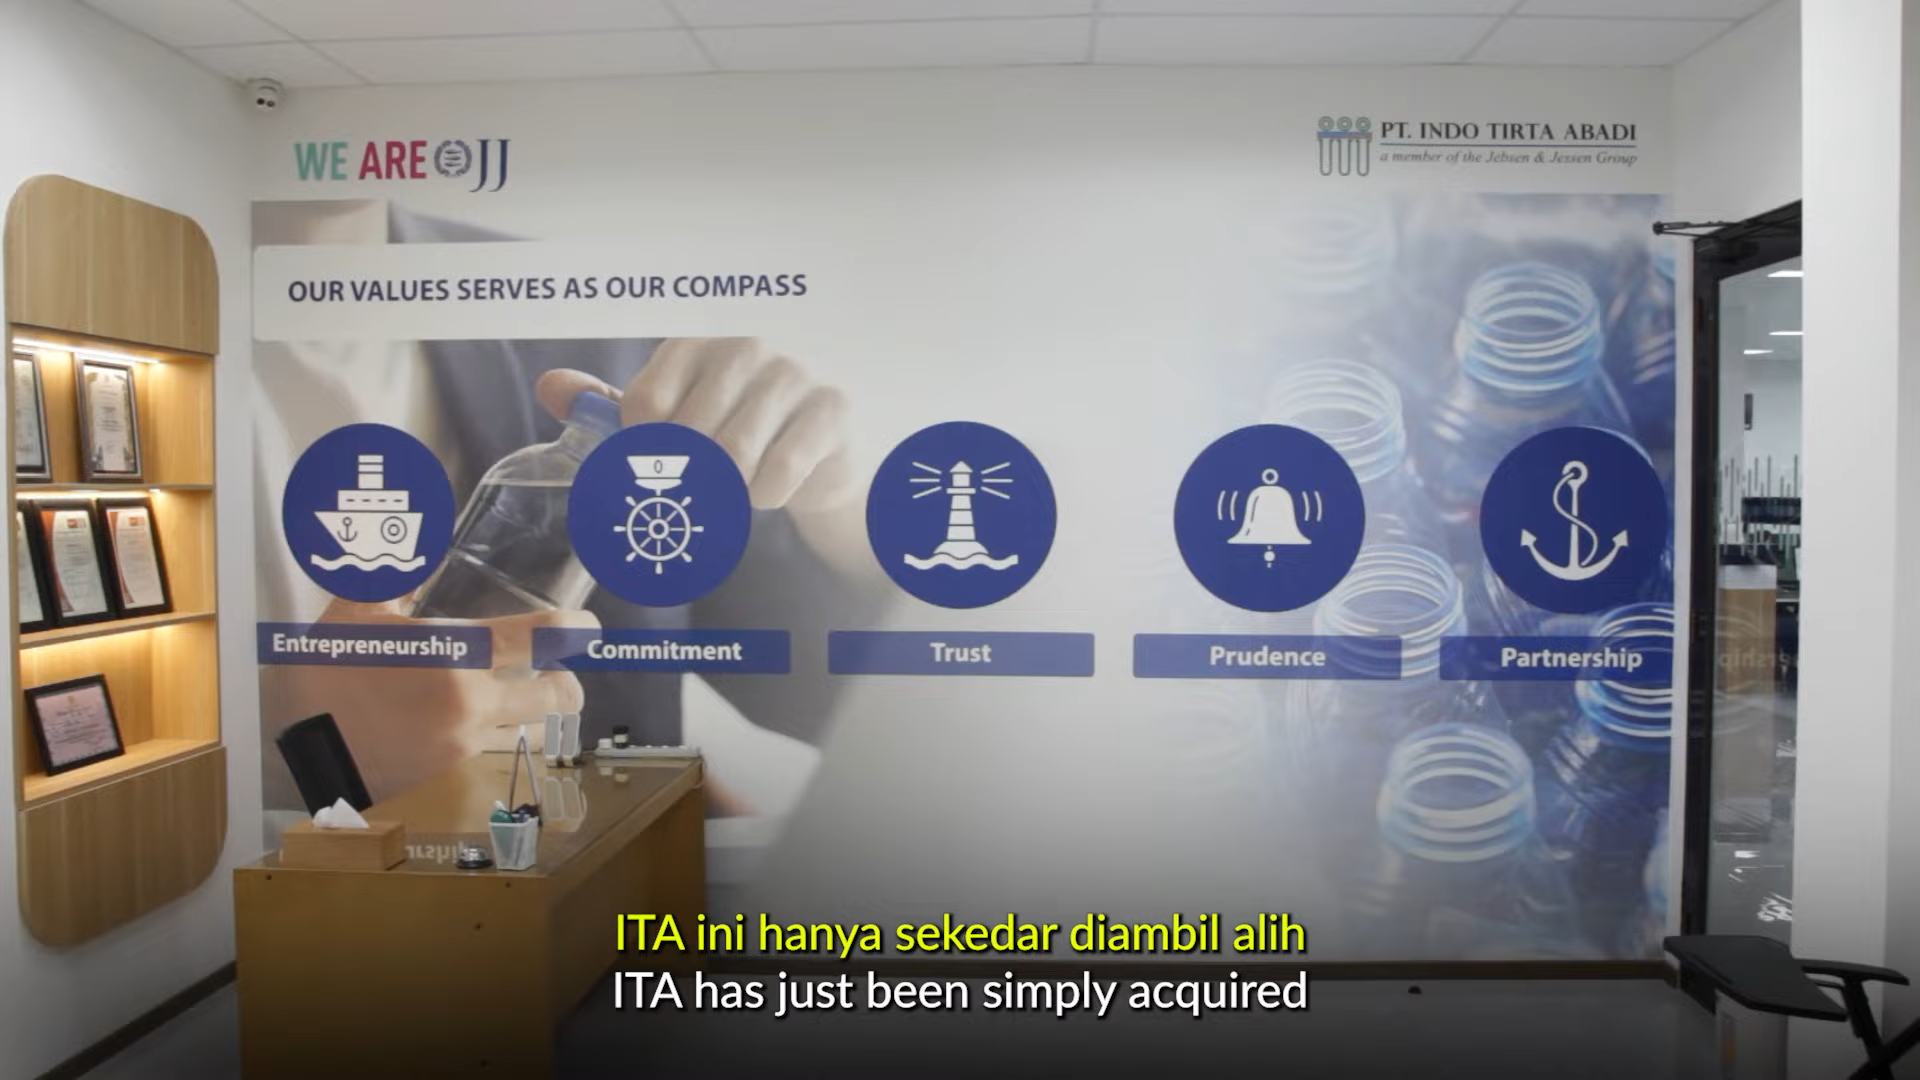 WE ARE JJ
PT. INDO TIRTA ABADI
a member of the Jebsen & Jessen Group
OUR VALUES SERVES AS OUR COMPASS
Entrepreneurship
Commitment
Trust
Prudence
Partnership
ITA ini hanya sekedar diambil alih
ITA has just been simply acquired